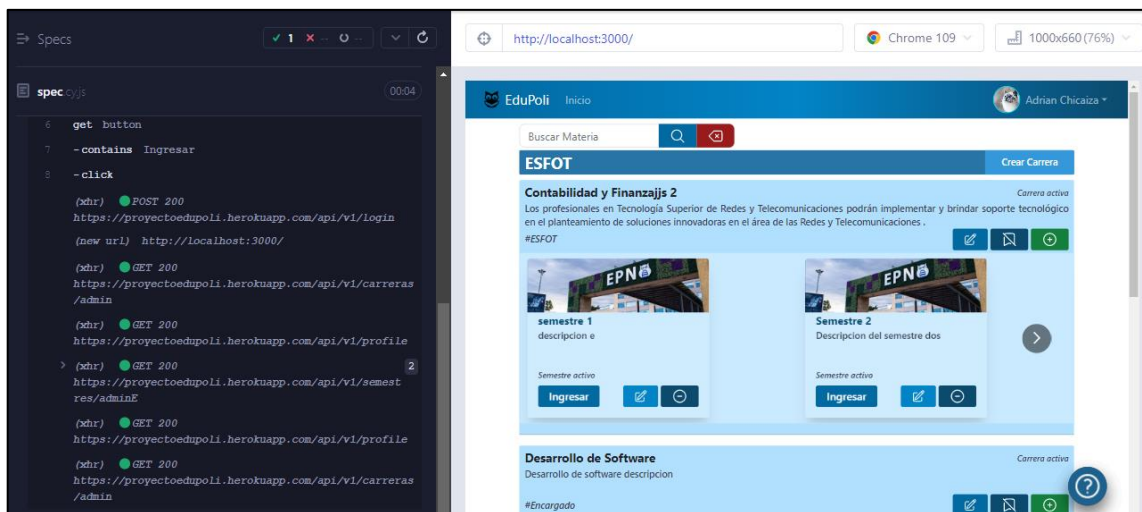 Specs
1
--
--
spec.cy.js
00:04
6 get button
7 -contains Ingresar
8 -click
(xhr) POST 200
https://proyectoedupoli.herokuapp.com/api/v1/login
(new url) http://localhost:3000/
(xhr) GET 200
https://proyectoedupoli.herokuapp.com/api/v1/carreras
/admin
(xhr) GET 200
https://proyectoedupoli.herokuapp.com/api/v1/profile
(xhr) GET 200 2
https://proyectoedupoli.herokuapp.com/api/v1/semest
res/adminE
(xhr) GET 200
https://proyectoedupoli.herokuapp.com/api/v1/profile
(xhr) GET 200
https://proyectoedupoli.herokuapp.com/api/v1/carreras
/admin
http://localhost:3000/
Chrome 109
1000x660 (76%)
EduPoli Inicio
Adrian Chicaiza
Buscar Materia
ESFOT
Crear Carrera
Contabilidad y Finanzajjs 2
Carrera activa
Los profesionales en Tecnología Superior de Redes y Telecomunicaciones podrán implementar y brindar soporte tecnológico
en el planteamiento de soluciones innovadoras en el área de las Redes y Telecomunicaciones .
#ESFOT
EPN
semestre 1
descripcion e
Semestre activo
Ingresar
EPN
Semestre 2
Descripcion del semestre dos
Semestre activo
Ingresar
Desarrollo de Software
Carrera activa
Desarrollo de software descripcion
#Encargado